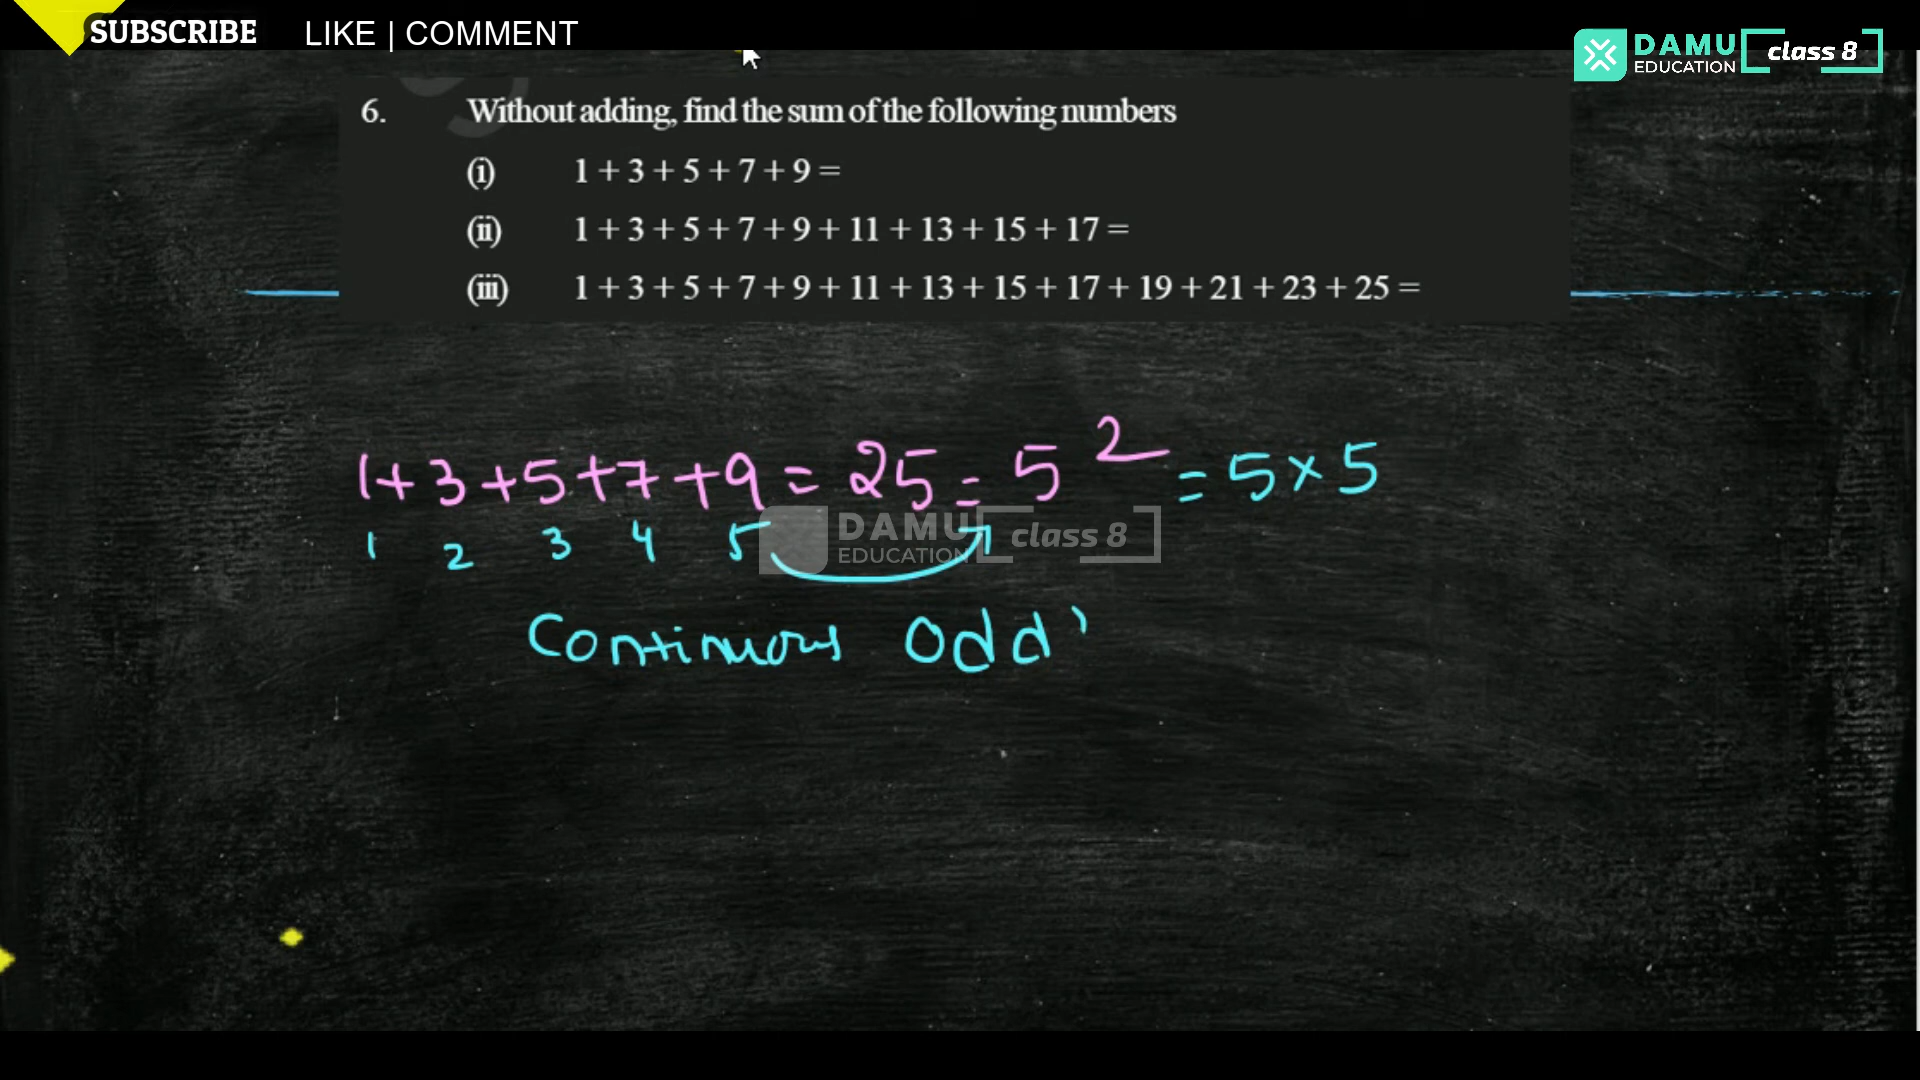 SUBSCRIBE LIKE | COMMENT
DAMU EDUCATION class 8
6. Without adding, find the sum of the following numbers
(i) 1 + 3 + 5 + 7 + 9 =
(ii) 1 + 3 + 5 + 7 + 9 + 11 + 13 + 15 + 17 =
(iii) 1 + 3 + 5 + 7 + 9 + 11 + 13 + 15 + 17 + 19 + 21 + 23 + 25 =
1 + 3 + 5 + 7 + 9 = 25 = 5² = 5 × 5
1 2 3 4 5
DAMU EDUCATION class 8
Continuous Odd